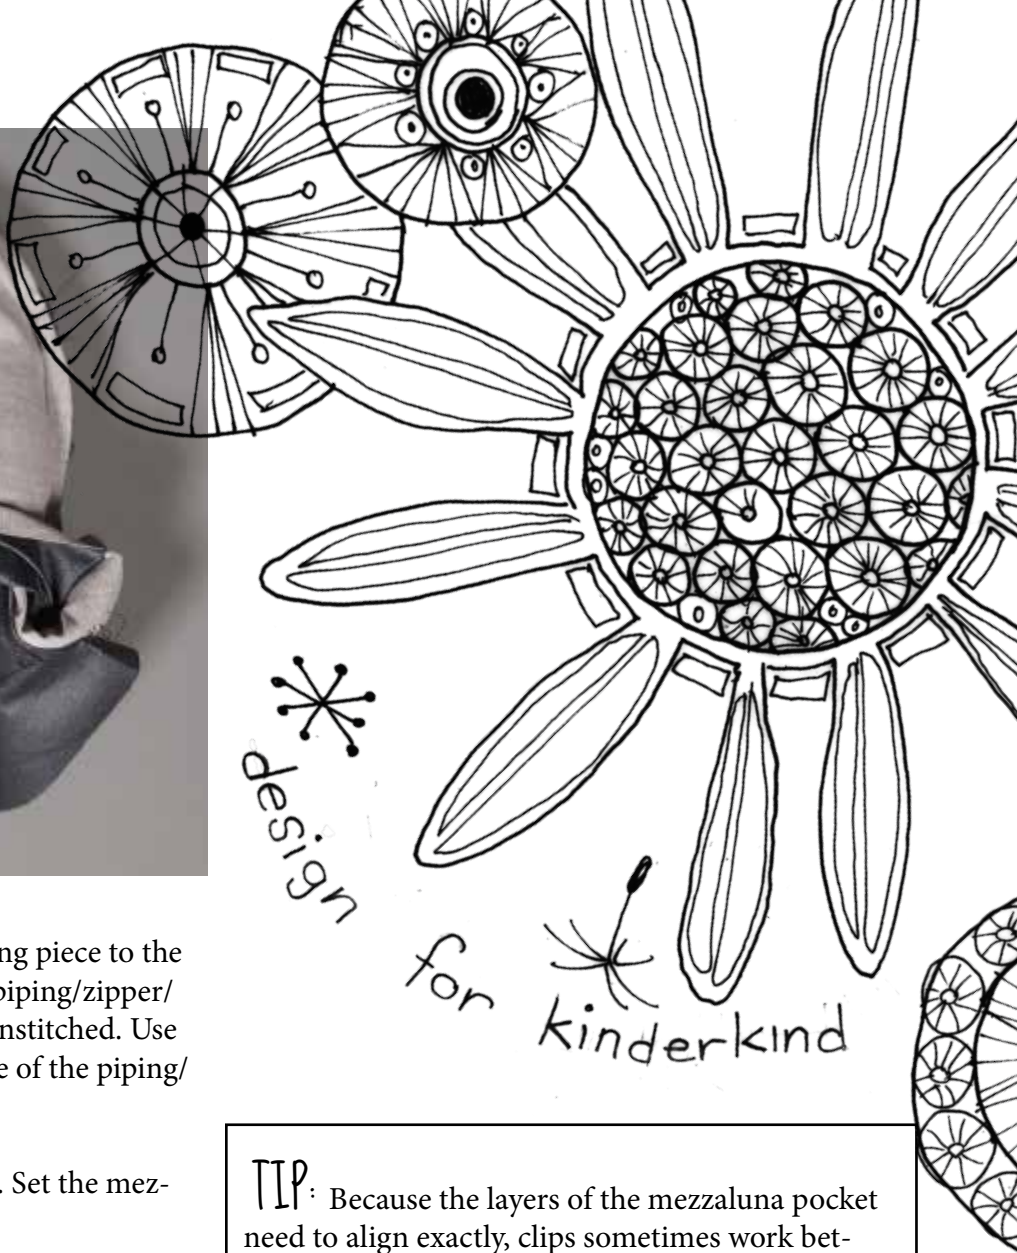 design
for
kinderkind
ng piece to the
piping/zipper/
nstitched. Use
e of the piping/
. Set the mez-
TIP: Because the layers of the mezzaluna pocket
need to align exactly, clips sometimes work bet-